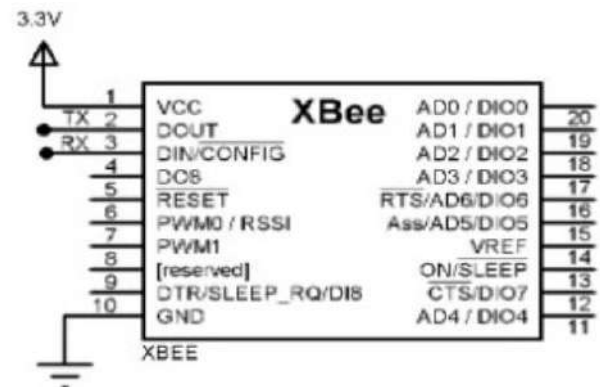 3.3V
XBee
1 VCC
TX 2 DOUT
RX 3 DIN/CONFIG
4 DO8
5 RESET
6 PWM0 / RSSI
7 PWM1
8 [reserved]
9 DTR/SLEEP_RQ/DI8
10 GND
AD0 / DIO0 20
AD1 / DIO1 19
AD2 / DIO2 18
AD3 / DIO3 17
RTS/AD6/DIO6 16
Ass/AD5/DIO5 15
VREF 14
ON/SLEEP 13
CTS/DIO7 12
AD4 / DIO4 11
XBEE